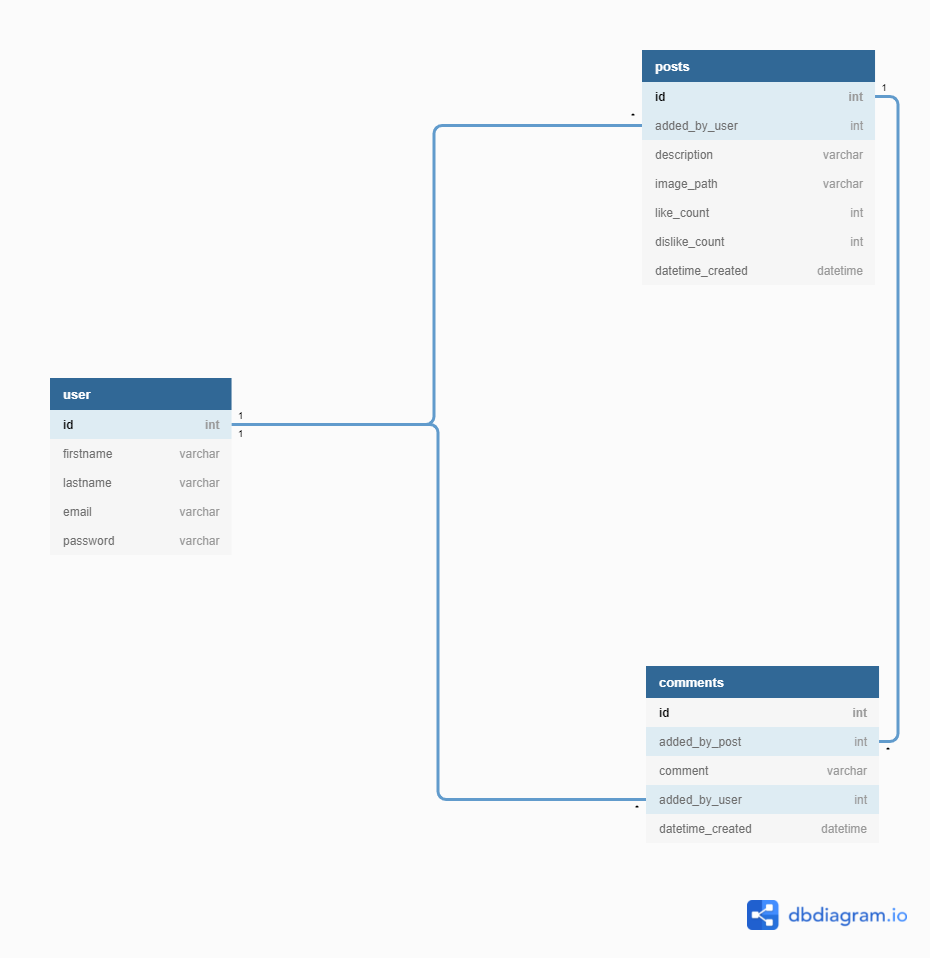 posts
id int
added_by_user int
description varchar
image_path varchar
like_count int
dislike_count int
datetime_created datetime
1
*
user
id int
firstname varchar
lastname varchar
email varchar
password varchar
1
1
comments
id int
added_by_post int
comment varchar
added_by_user int
datetime_created datetime
*
*
dbdiagram.io